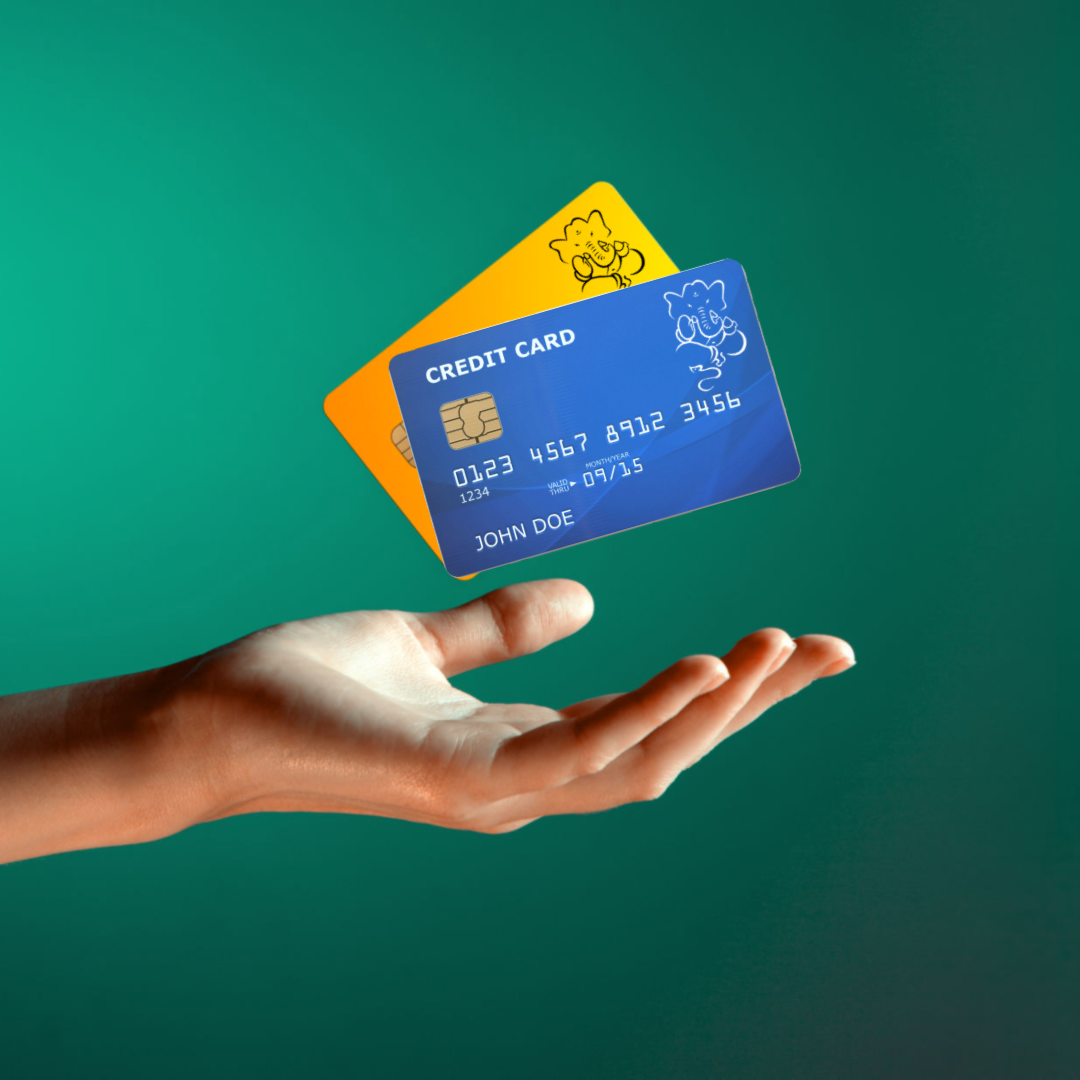 CREDIT CARD
0123 4567 8912 3456
1234
MONTH/YEAR
VALID
THRU
09/15
JOHN DOE